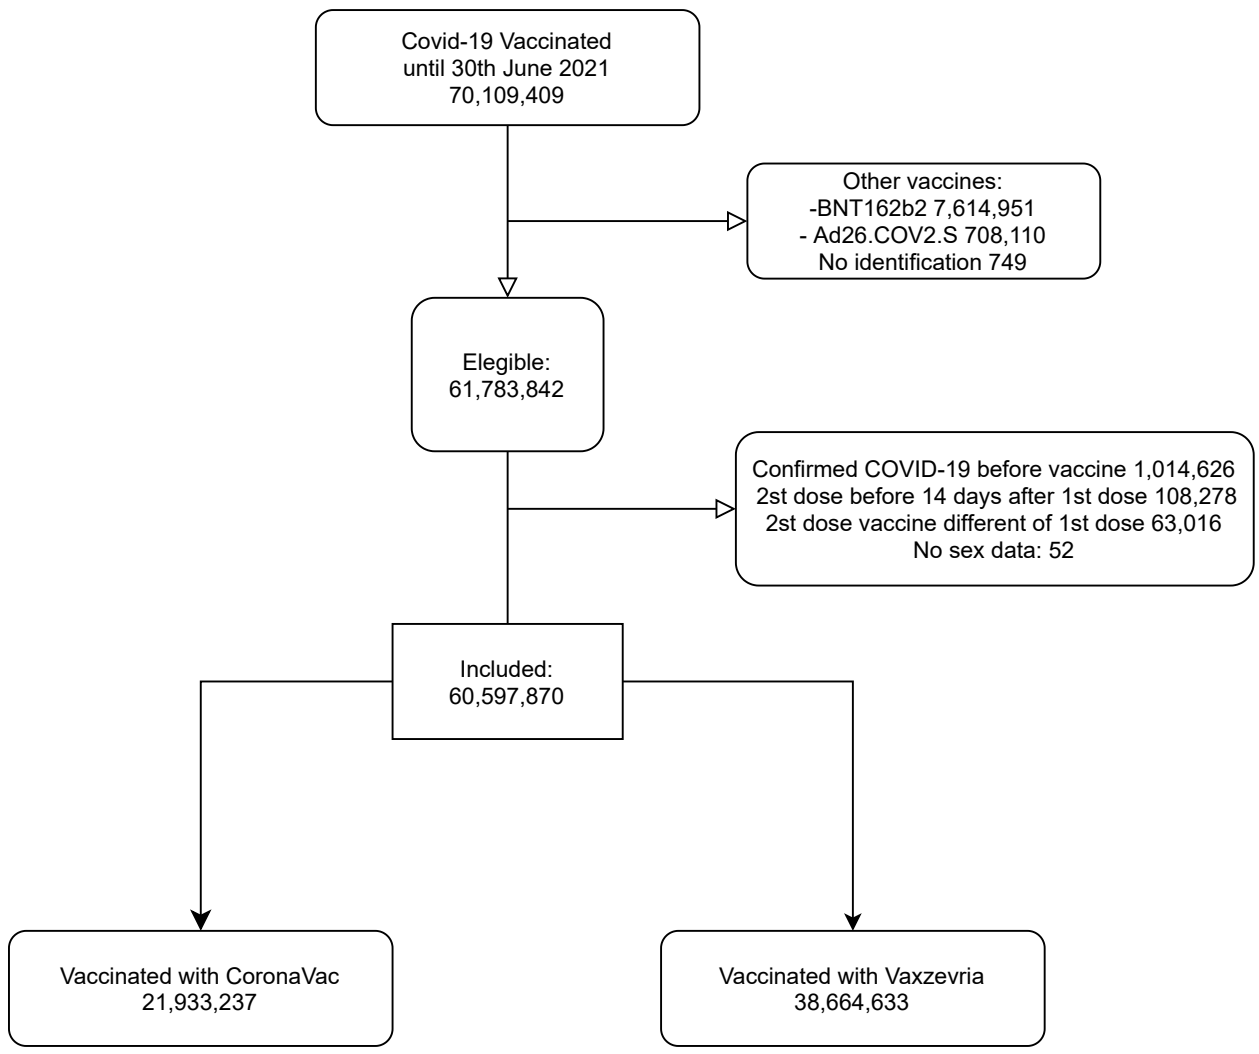 Covid-19 Vaccinated
until 30th June 2021
70,109,409
Other vaccines:
-BNT162b2 7,614,951
- Ad26.COV2.S 708,110
No identification 749
Elegible:
61,783,842
Confirmed COVID-19 before vaccine 1,014,626
2st dose before 14 days after 1st dose 108,278
2st dose vaccine different of 1st dose 63,016
No sex data: 52
Included:
60,597,870
Vaccinated with CoronaVac
21,933,237
Vaccinated with Vaxzevria
38,664,633